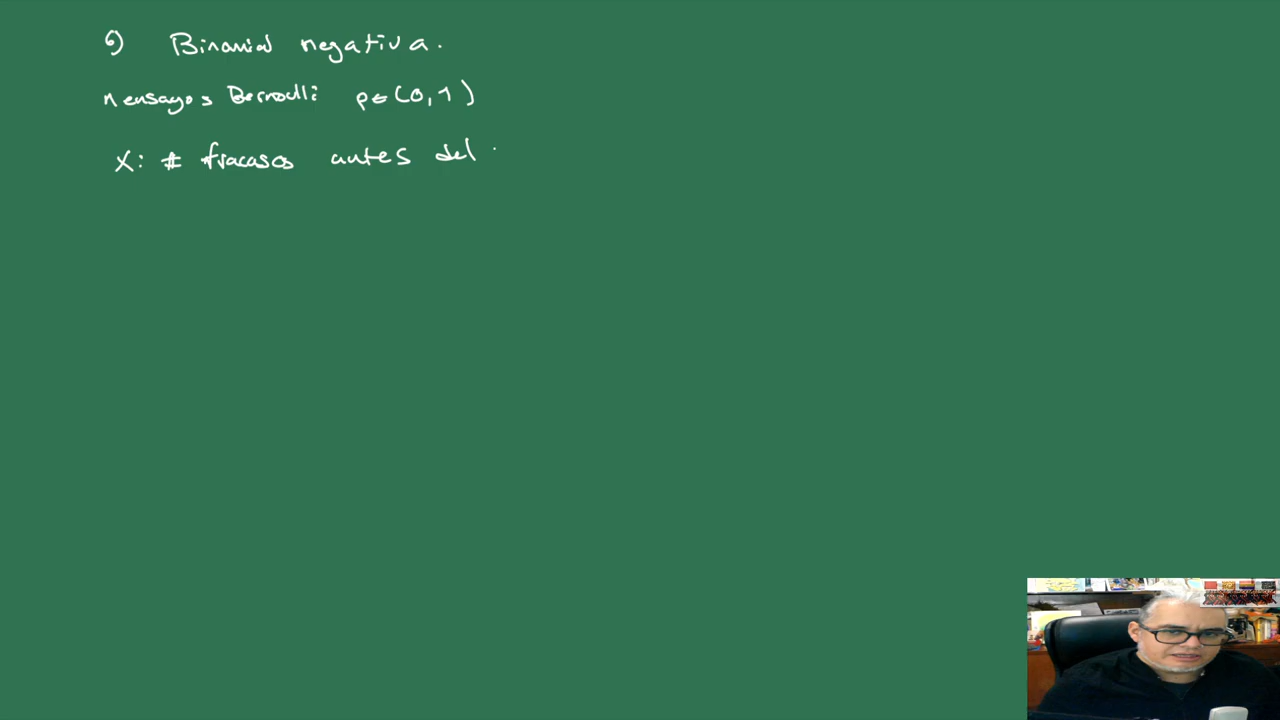 6) Binomial negativa.
n ensayos Bernoulli p∈(0,1)
X: # fracasos antes del